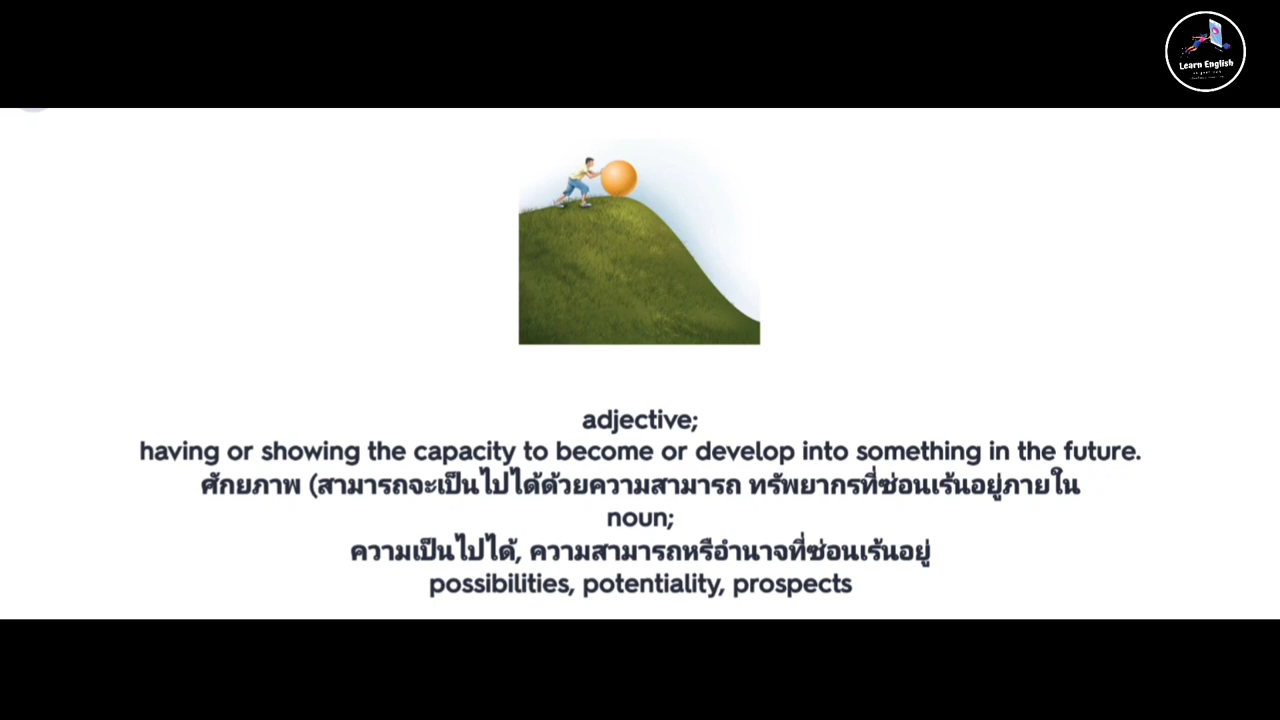 Learn English
adjective;
having or showing the capacity to become or develop into something in the future.
ศักยภาพ (สามารถจะเป็นไปได้ด้วยความสามารถ ทรัพยากรที่ซ่อนเร้นอยู่ภายใน
noun;
ความเป็นไปได้, ความสามารถหรือำนาจที่ซ่อนเร้นอยู่
possibilities, potentiality, prospects